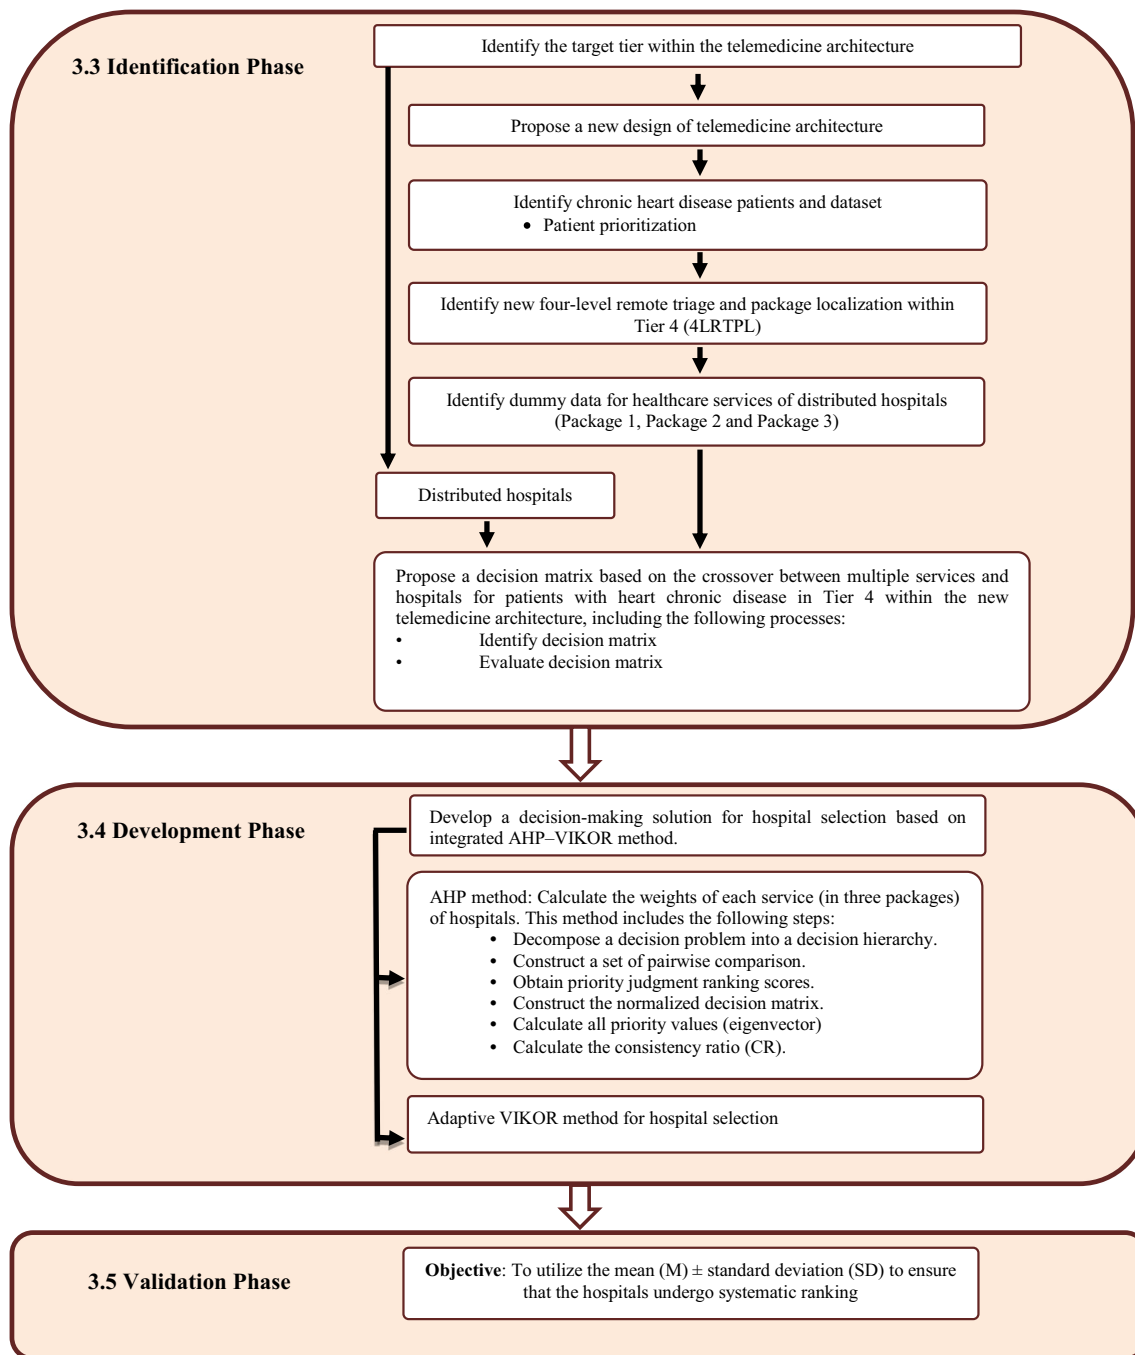 3.3 Identification Phase
Identify the target tier within the telemedicine architecture
Propose a new design of telemedicine architecture
Identify chronic heart disease patients and dataset
• Patient prioritization
Identify new four-level remote triage and package localization within
Tier 4 (4LRTPL)
Identify dummy data for healthcare services of distributed hospitals
(Package 1, Package 2 and Package 3)
Distributed hospitals
Propose a decision matrix based on the crossover between multiple services and
hospitals for patients with heart chronic disease in Tier 4 within the new
telemedicine architecture, including the following processes:
• Identify decision matrix
• Evaluate decision matrix
3.4 Development Phase
Develop a decision-making solution for hospital selection based on
integrated AHP–VIKOR method.
AHP method: Calculate the weights of each service (in three packages)
of hospitals. This method includes the following steps:
• Decompose a decision problem into a decision hierarchy.
• Construct a set of pairwise comparison.
• Obtain priority judgment ranking scores.
• Construct the normalized decision matrix.
• Calculate all priority values (eigenvector)
• Calculate the consistency ratio (CR).
Adaptive VIKOR method for hospital selection
3.5 Validation Phase
Objective: To utilize the mean (M) ± standard deviation (SD) to ensure
that the hospitals undergo systematic ranking